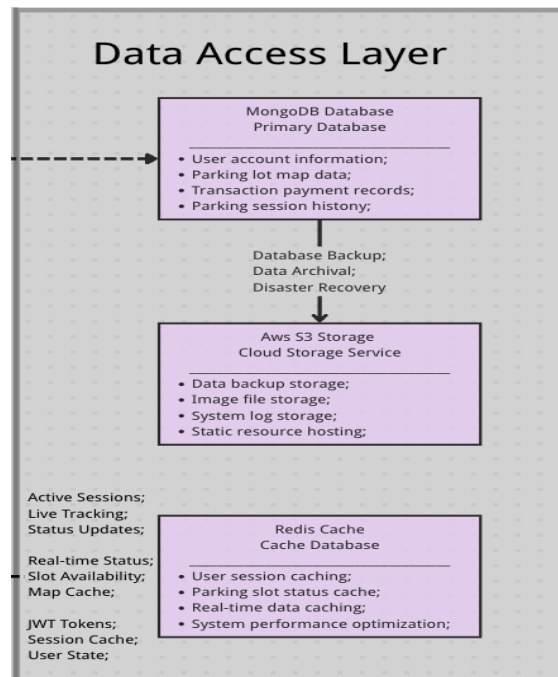 Data Access Layer
MongoDB Database
Primary Database
• User account information;
• Parking lot map data;
• Transaction payment records;
• Parking session histony;
Database Backup;
Data Archival;
Disaster Recovery
Aws S3 Storage
Cloud Storage Service
• Data backup storage;
• Image file storage;
• System log storage;
• Static resource hosting;
Active Sessions;
Live Tracking;
Status Updates;
Real-time Status;
Slot Availability;
Map Cache;
JWT Tokens;
Session Cache;
User State;
Redis Cache
Cache Database
• User session caching;
• Parking slot status cache;
• Real-time data caching;
• System performance optimization;